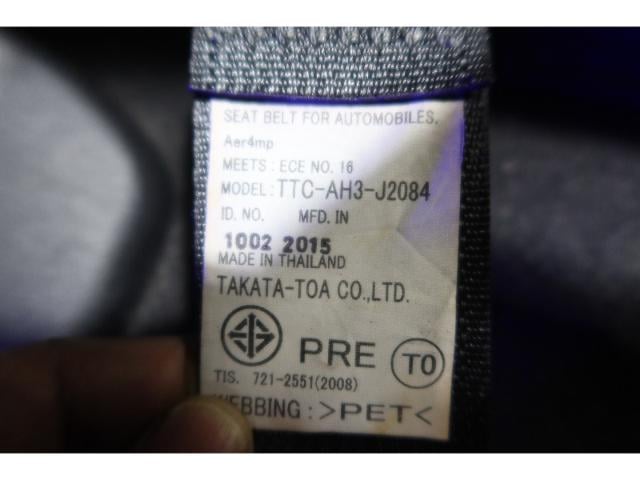 SEAT BELT FOR AUTOMOBILES.
Aer4mp
MEETS : ECE NO. 16
MODEL : TTC-AH3-J2084
ID. NO. MFD. IN
1002 2015
MADE IN THAILAND
TAKATA-TOA CO.,LTD.
PRE TO
TIS. 721-2551(2008)
WEBBING : >PET<